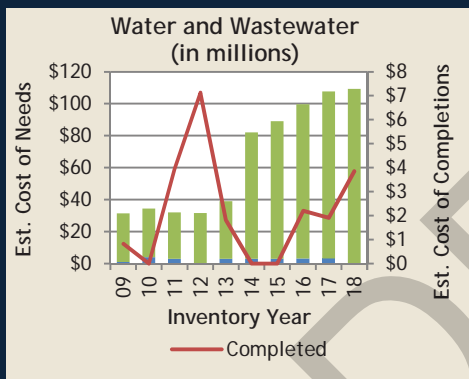 Water and Wastewater
(in millions)
Est. Cost of Needs
$120
$100
$80
$60
$40
$20
$0
$8
$7
$6
$5
$4
$3
$2
$1
$0
Est. Cost of Completions
09 10 11 12 13 14 15 16 17 18
Inventory Year
Completed